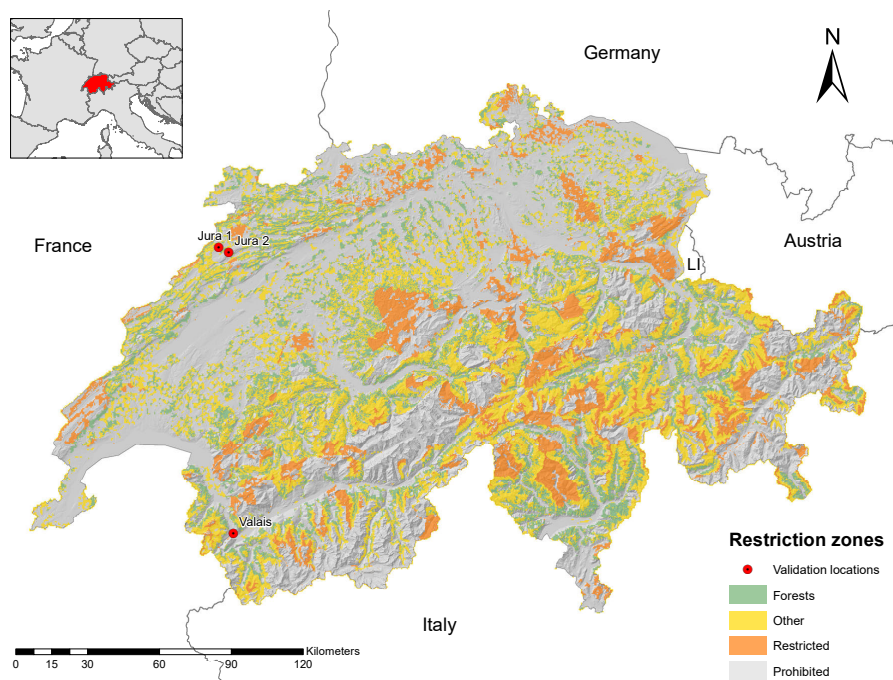 Germany
N
France
Jura 1
Jura 2
Austria
LI
Valais
Italy
Restriction zones
Validation locations
Forests
Other
Restricted
Prohibited
Kilometers
0 15 30 60 90 120